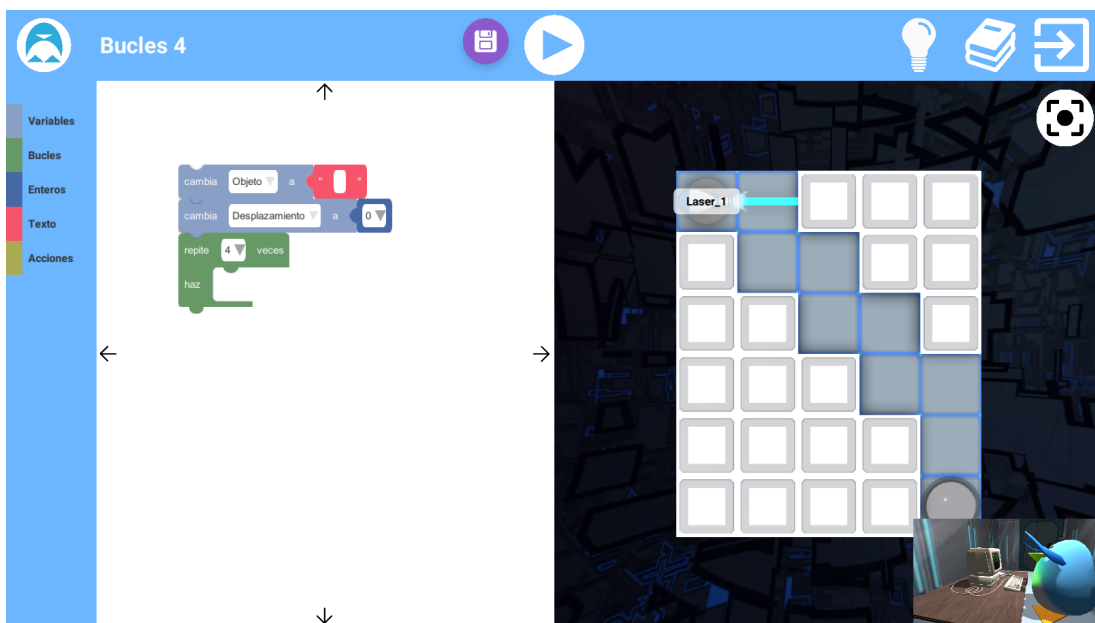 Bucles 4
Variables
Bucles
Enteros
Texto
Acciones
cambia Objeto a " "
cambia Desplazamiento a 0
repite 4 veces
haz
Laser_1